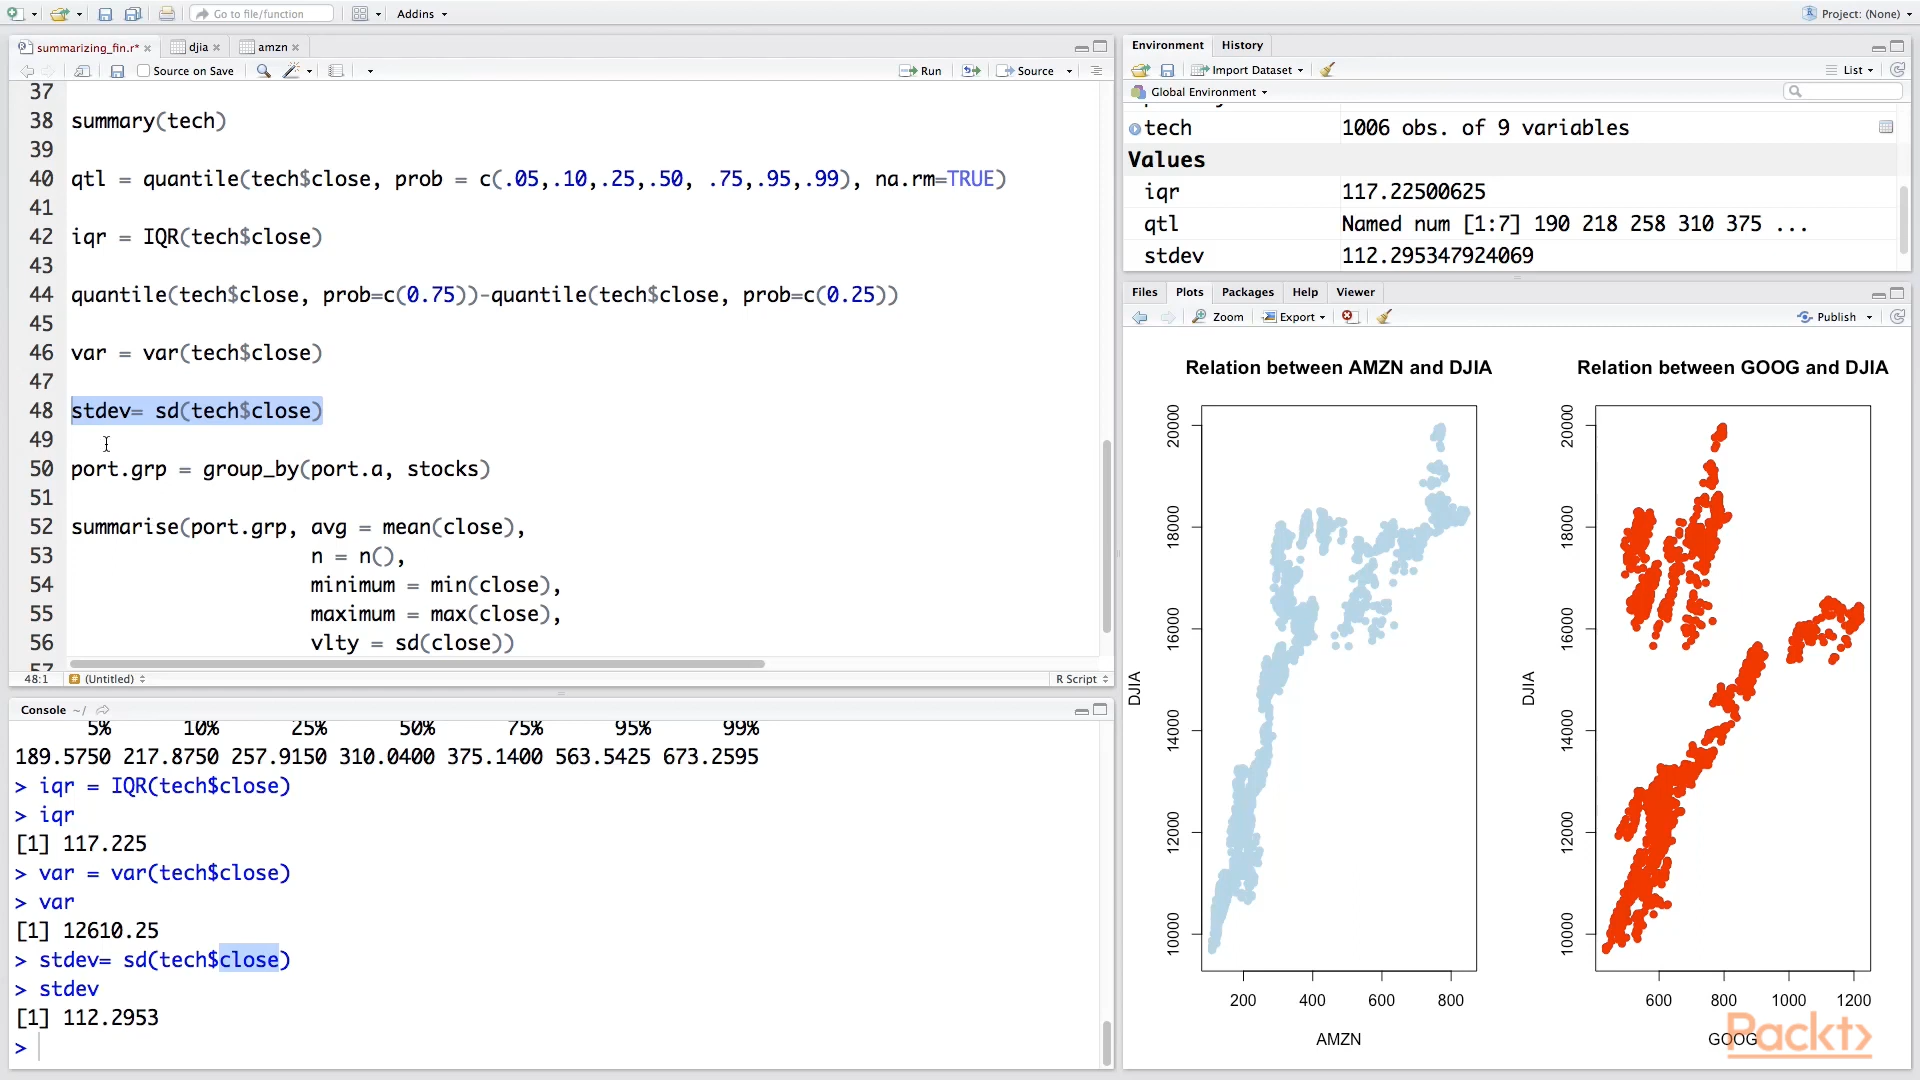 Go to file/function
Addins
Project: (None)
summarizing_fin.r*
djia
amzn
Source on Save
Run
Source
37
38 summary(tech)
39
40 qtl = quantile(tech$close, prob = c(.05,.10,.25,.50, .75,.95,.99), na.rm=TRUE)
41
42 iqr = IQR(tech$close)
43
44 quantile(tech$close, prob=c(0.75))-quantile(tech$close, prob=c(0.25))
45
46 var = var(tech$close)
47
48 stdev= sd(tech$close)
49
50 port.grp = group_by(port.a, stocks)
51
52 summarise(port.grp, avg = mean(close),
53 n = n(),
54 minimum = min(close),
55 maximum = max(close),
56 vlty = sd(close))
57
48:1 (Untitled) R Script
Console ~/
5% 10% 25% 50% 75% 95% 99%
189.5750 217.8750 257.9150 310.0400 375.1400 563.5425 673.2595
> iqr = IQR(tech$close)
> iqr
[1] 117.225
> var = var(tech$close)
> var
[1] 12610.25
> stdev= sd(tech$close)
> stdev
[1] 112.2953
>
Environment History
Import Dataset List
Global Environment
tech 1006 obs. of 9 variables
Values
iqr 117.22500625
qtl Named num [1:7] 190 218 258 310 375 ...
stdev 112.295347924069
Files Plots Packages Help Viewer
Zoom Export Publish
Relation between AMZN and DJIA
20000
18000
16000
14000
12000
10000
DJIA
200 400 600 800
AMZN
Relation between GOOG and DJIA
20000
18000
16000
14000
12000
10000
DJIA
600 800 1000 1200
GOOG
Packt>